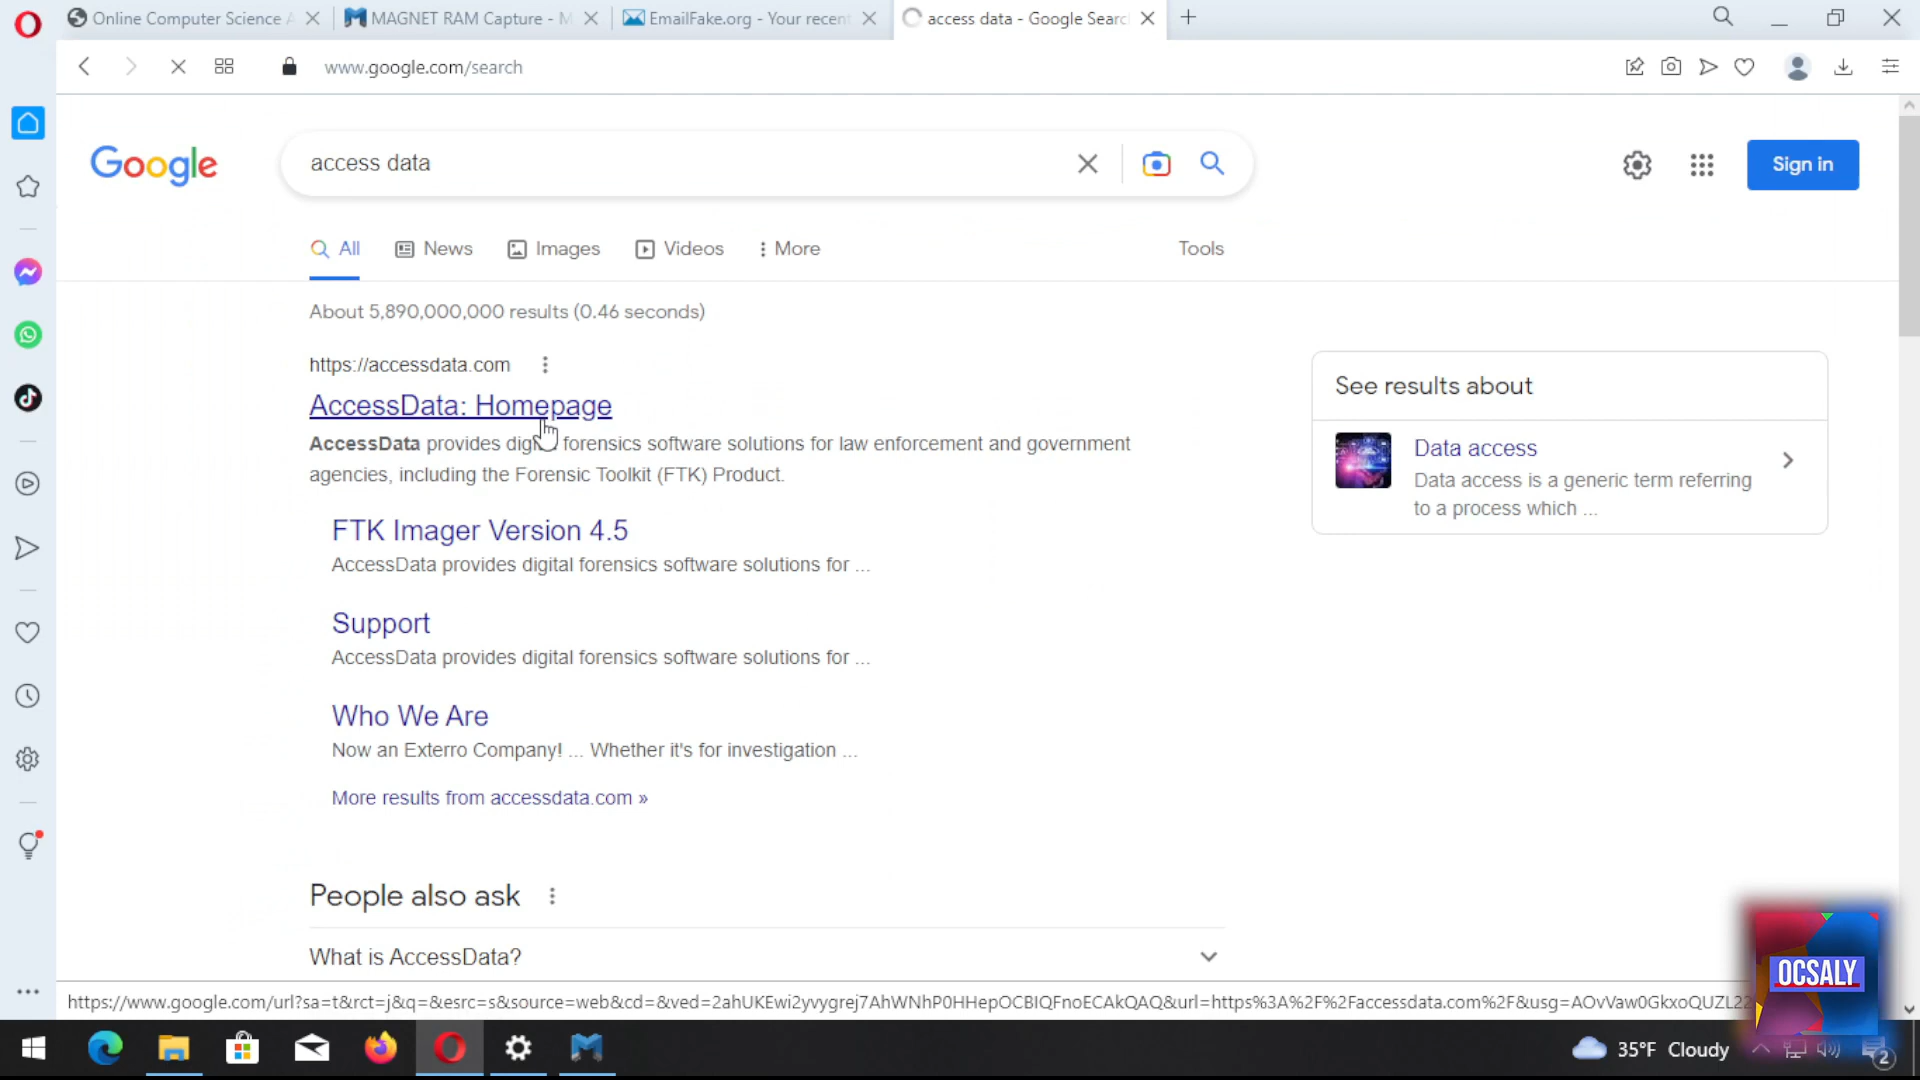 Online Computer Science A
MAGNET RAM Capture - M
EmailFake.org - Your recent
access data - Google Search
www.google.com/search
Google
access data
Sign in
All
News
Images
Videos
More
Tools
About 5,890,000,000 results (0.46 seconds)
https://accessdata.com
AccessData: Homepage
AccessData provides digital forensics software solutions for law enforcement and government
agencies, including the Forensic Toolkit (FTK) Product.
FTK Imager Version 4.5
AccessData provides digital forensics software solutions for ...
Support
AccessData provides digital forensics software solutions for ...
Who We Are
Now an Exterro Company! ... Whether it's for investigation ...
More results from accessdata.com »
See results about
Data access
Data access is a generic term referring
to a process which ...
People also ask
What is AccessData?
https://www.google.com/url?sa=t&rct=j&q=&esrc=s&source=web&cd=&ved=2ahUKEwi2yvygrej7AhWNhP0HHepOCBIQFnoECAkQAQ&url=https%3A%2F%2Faccessdata.com%2F&usg=AOvVaw0GkxoQUZL22
OCSALY
35°F Cloudy
2